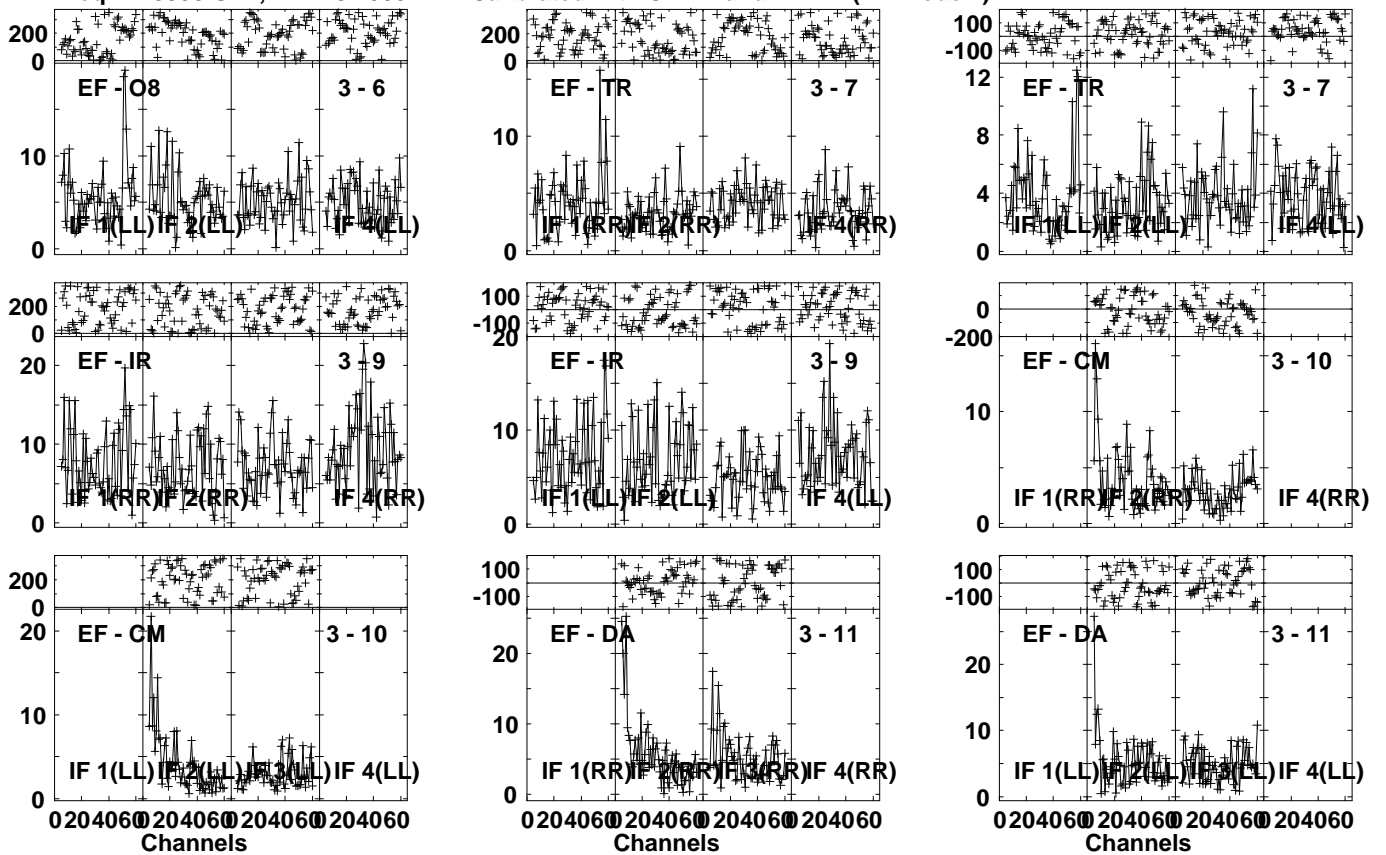 200
0
200
0
100
-100
EF - O8 3 - 6
EF - TR 3 - 7
EF - TR 3 - 7
10
0
10
0
12
8
4
0
IF 1(LL) IF 2(LL) IF 4(LL)
IF 1(RR) IF 2(RR) IF 4(RR)
IF 1(LL) IF 2(LL) IF 4(LL)
200
0
100
-100
0
-200
EF - IR 3 - 9
EF - IR 3 - 9
EF - CM 3 - 10
20
10
0
20
10
0
10
0
IF 1(RR) IF 2(RR) IF 4(RR)
IF 1(LL) IF 2(LL) IF 4(LL)
IF 1(RR) IF 2(RR) IF 4(RR)
200
0
100
-100
100
-100
EF - CM 3 - 10
EF - DA 3 - 11
EF - DA 3 - 11
20
10
0
20
10
0
20
10
0
IF 1(LL) IF 2(LL) IF 3(LL) IF 4(LL)
IF 1(RR) IF 2(RR) IF 3(RR) IF 4(RR)
IF 1(LL) IF 2(LL) IF 3(LL) IF 4(LL)
0 20 40 60 0 20 40 60 0 20 40 60 0 20 40 60
0 20 40 60 0 20 40 60 0 20 40 60 0 20 40 60
0 20 40 60 0 20 40 60 0 20 40 60 0 20 40 60
Channels
Channels
Channels